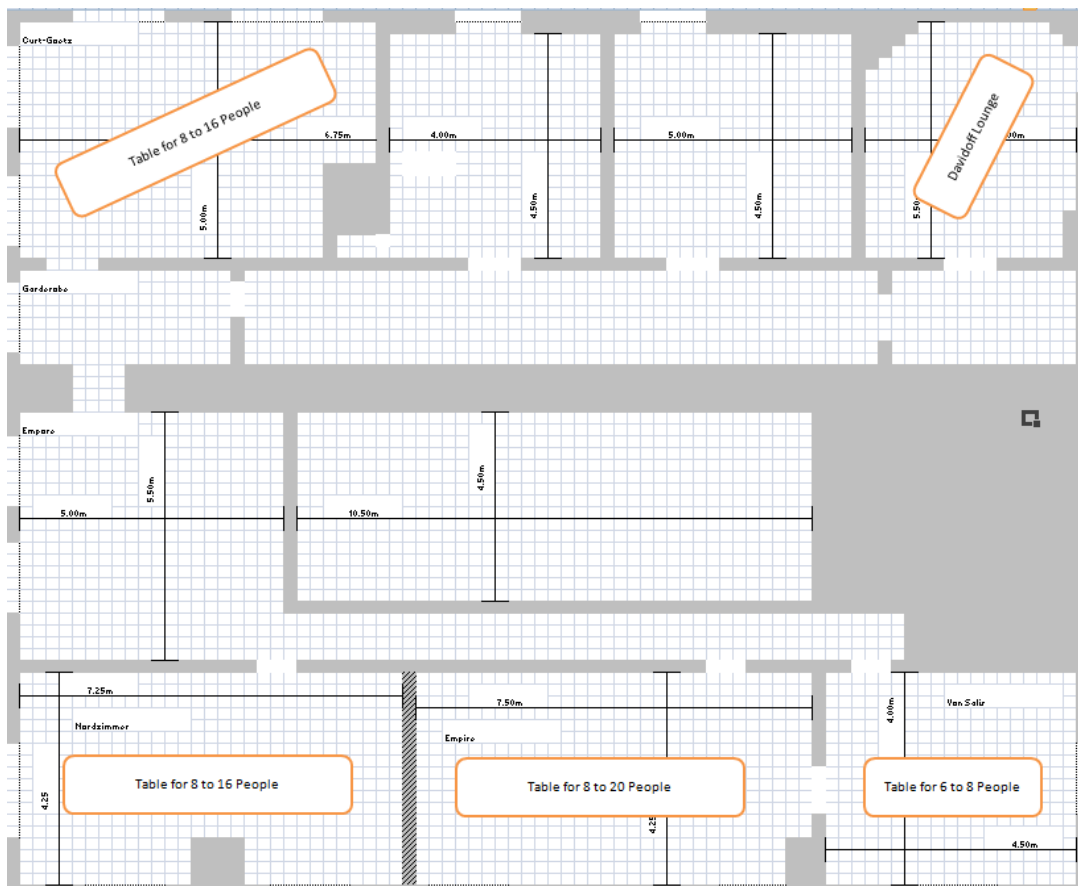 Curt-Goetz
Table for 8 to 16 People
6.75m
5.00m
4.00m
4.50m
5.00m
4.50m
Davidoff Lounge
5.50
Garderobe
Empore
5.50m
5.00m
4.50m
10.50m
7.25m
Nordzimmer
Table for 8 to 16 People
4.25
7.50m
Empire
Table for 8 to 20 People
4.25
4.00m
Von Salis
Table for 6 to 8 People
4.50m